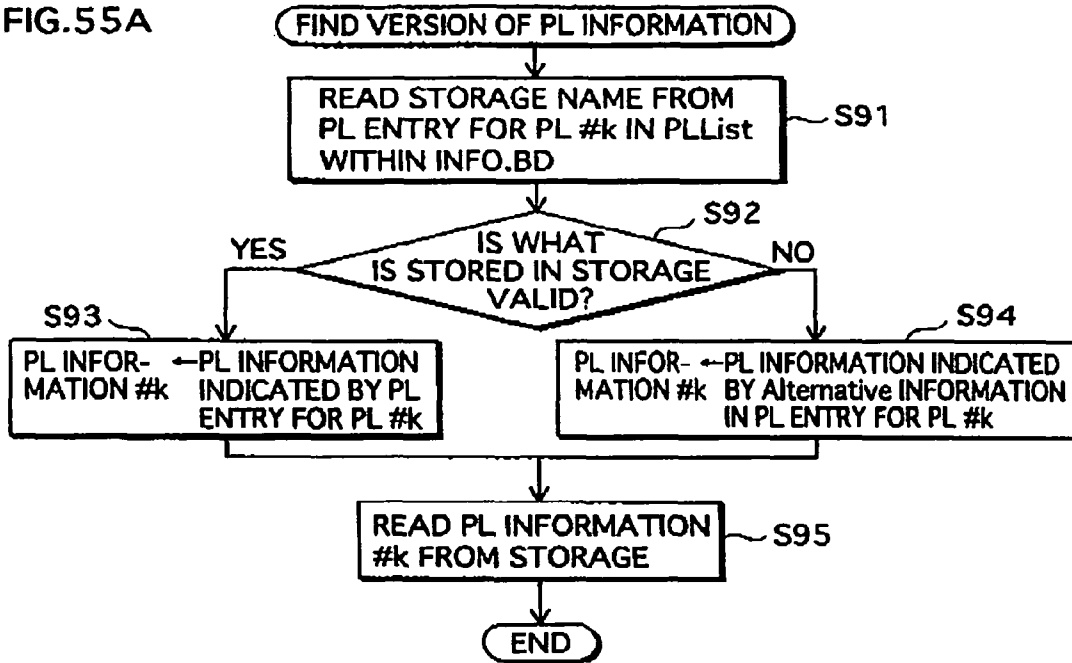 FIG.55A
FIND VERSION OF PL INFORMATION
READ STORAGE NAME FROM
PL ENTRY FOR PL #k IN PLList
WITHIN INFO.BD
S91
S92
YES
IS WHAT
IS STORED IN STORAGE
VALID?
NO
S93
PL INFOR- ←PL INFORMATION
MATION #k INDICATED BY PL
ENTRY FOR PL #k
S94
PL INFOR- ←PL INFORMATION INDICATED
MATION #k BY Alternative INFORMATION
IN PL ENTRY FOR PL #k
READ PL INFORMATION
#k FROM STORAGE
S95
END